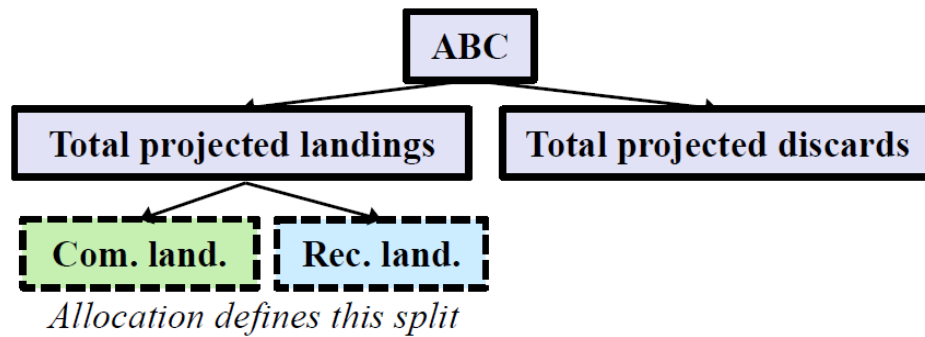 ABC
Total projected landings
Total projected discards
Com. land.
Rec. land.
Allocation defines this split